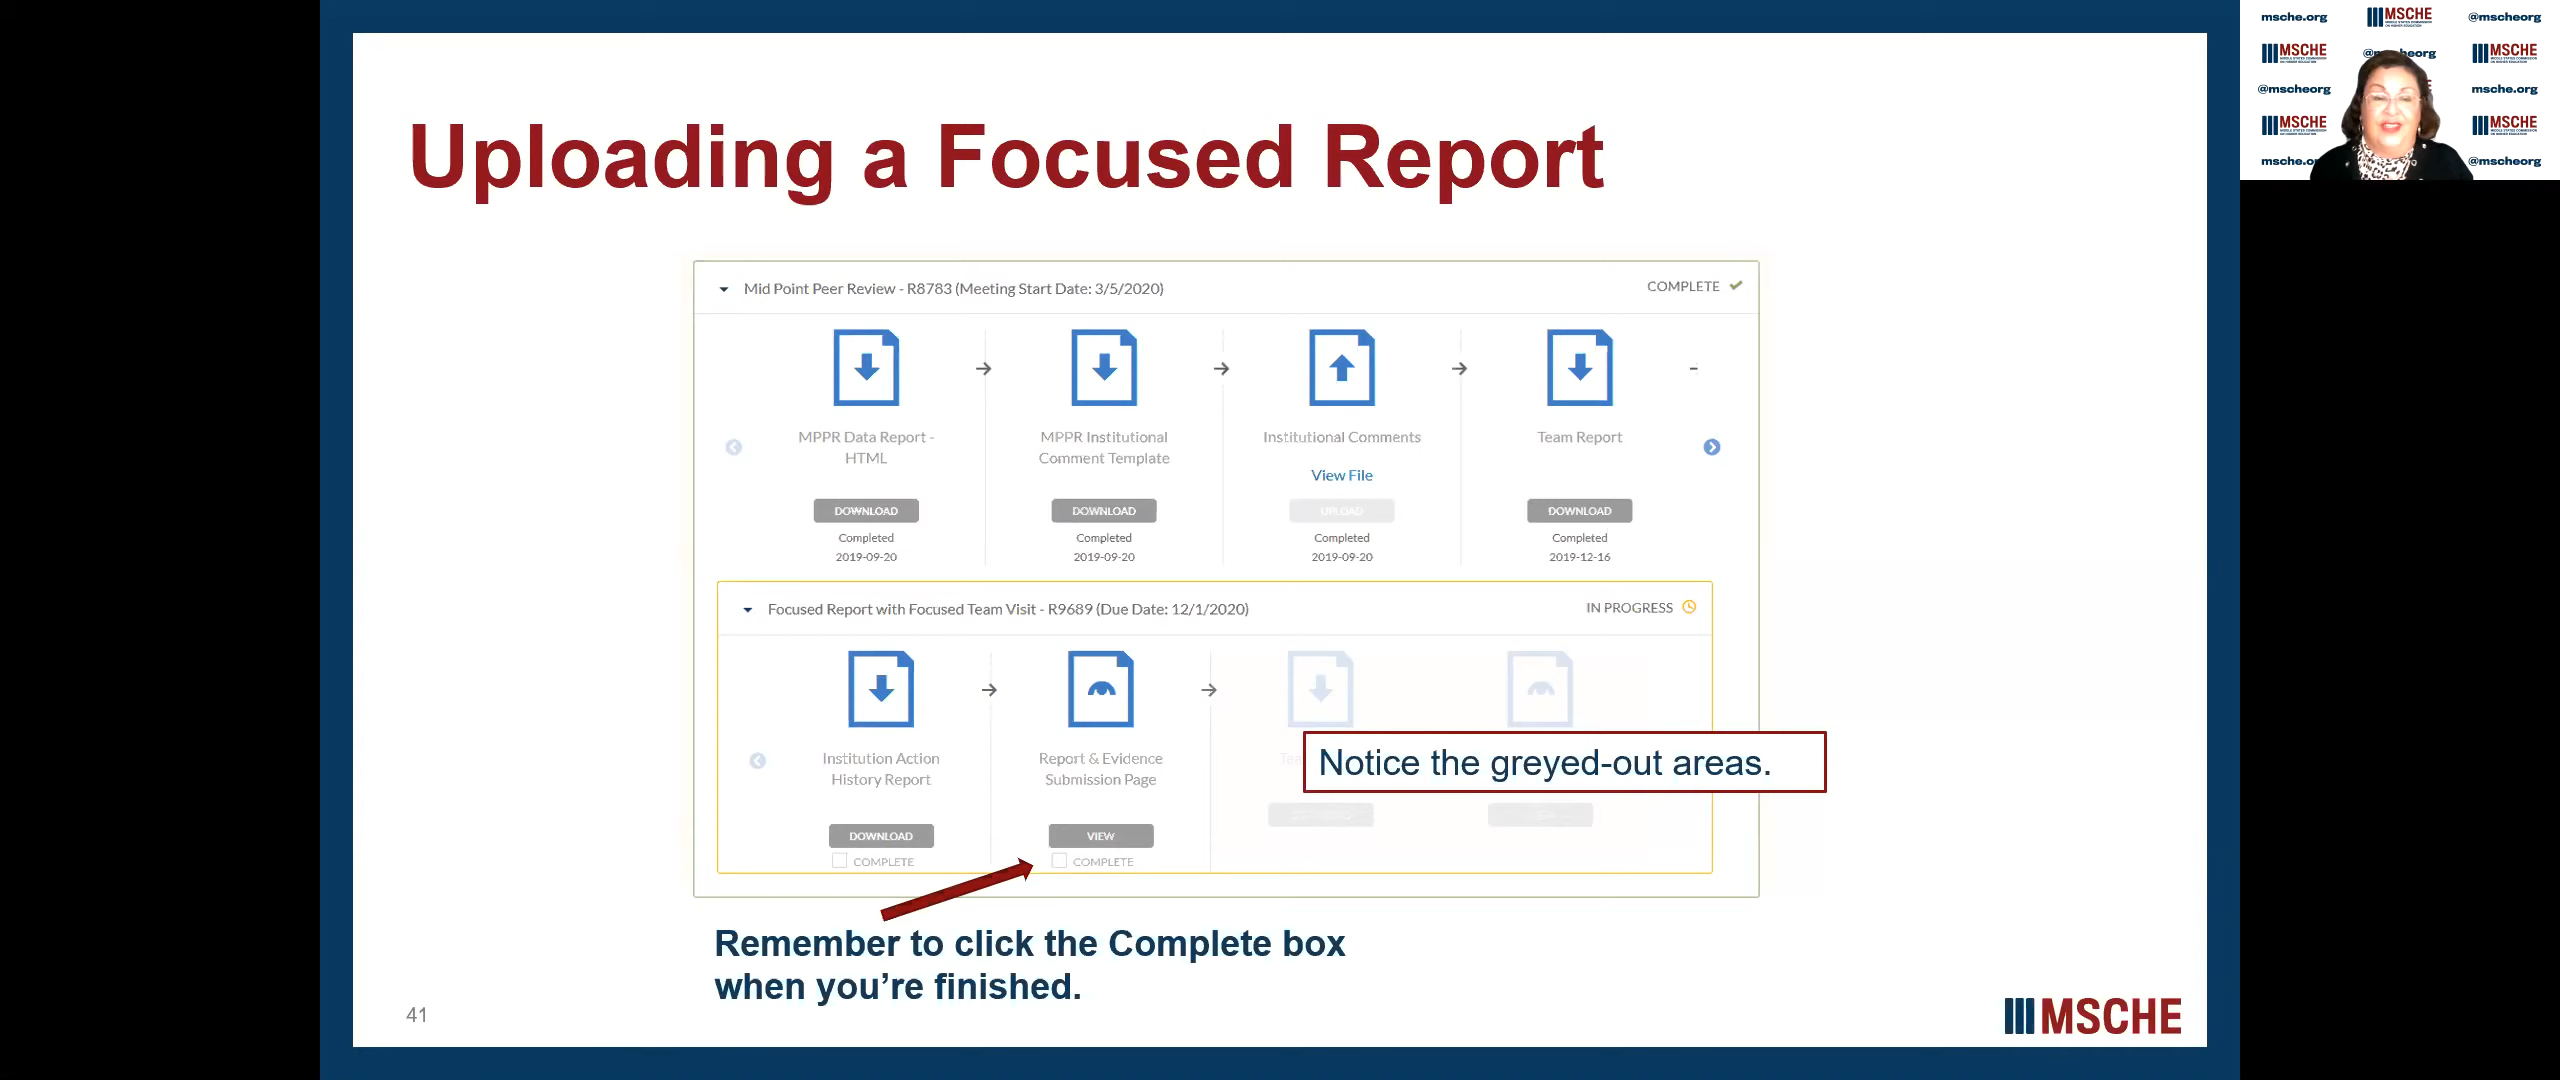 Uploading a Focused Report
Mid Point Peer Review - R8783 (Meeting Start Date: 3/5/2020)
COMPLETE
MPPR Data Report -
HTML
DOWNLOAD
Completed
2019-09-20
MPPR Institutional
Comment Template
DOWNLOAD
Completed
2019-09-20
Institutional Comments
View File
UPLOAD
Completed
2019-09-20
Team Report
DOWNLOAD
Completed
2019-12-16
Focused Report with Focused Team Visit - R9689 (Due Date: 12/1/2020)
IN PROGRESS
Institution Action
History Report
DOWNLOAD
COMPLETE
Report & Evidence
Submission Page
VIEW
COMPLETE
Notice the greyed-out areas.
Remember to click the Complete box
when you’re finished.
41
MSCHE
msche.org MSCHE @mscheorg
MSCHE MSCHE
@mscheorg msche.org
MSCHE MSCHE
@mscheorg